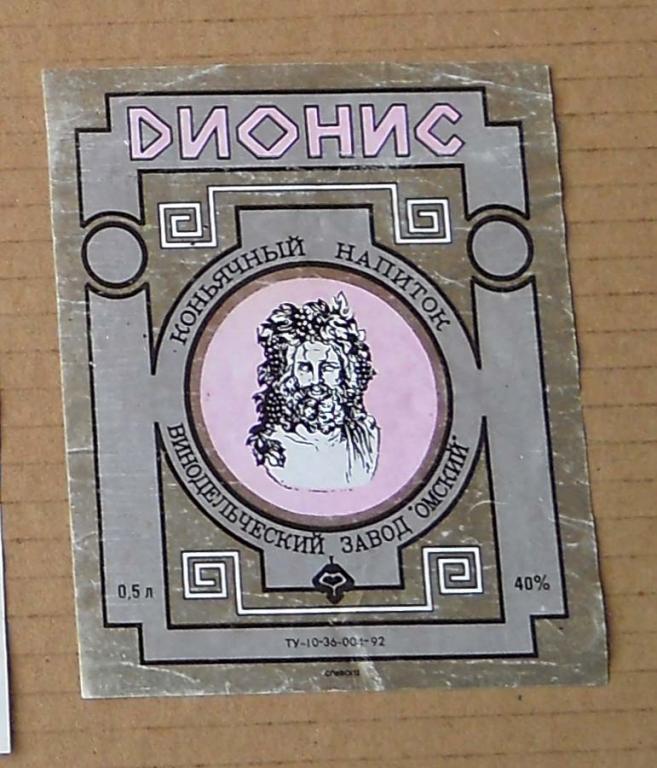 ДИОНИС
КОНЬЯЧНЫЙ НАПИТОК
ВИНОДЕЛЬЧЕСКИЙ ЗАВОД "ОМСКИЙ"
0,5 л
40%
ТУ-10-36-004-92